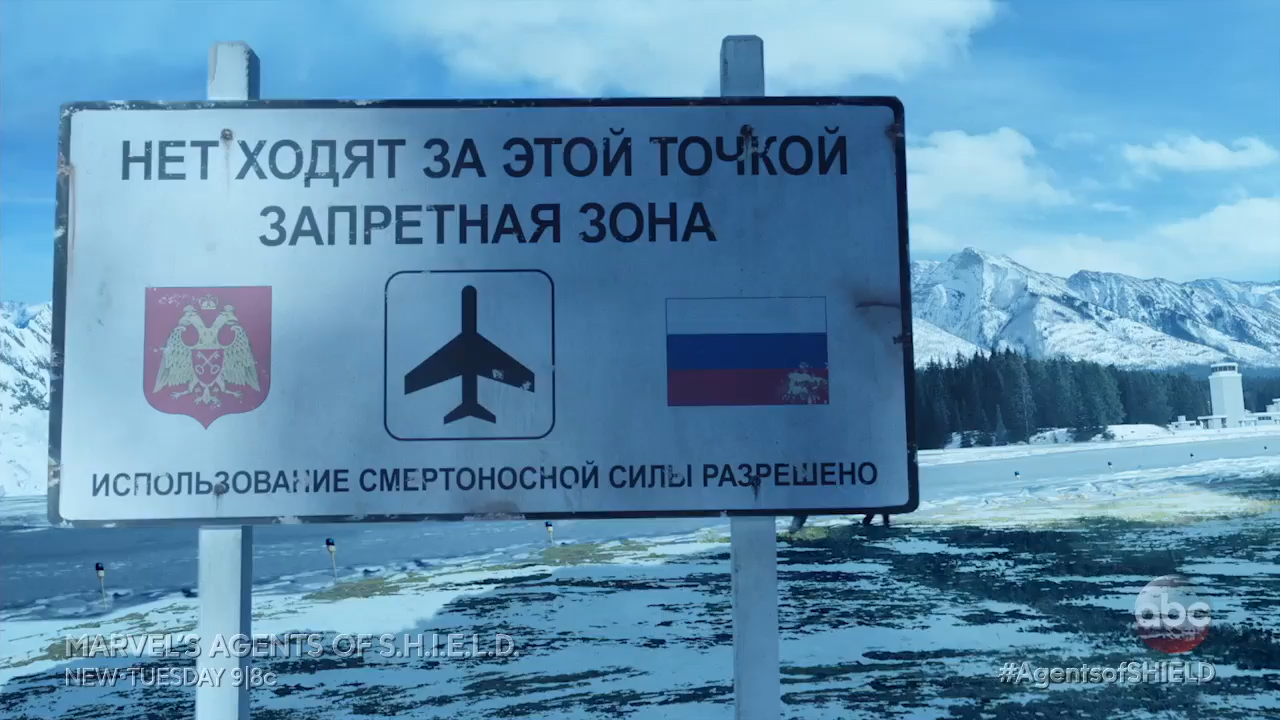 НЕТ ХОДЯТ ЗА ЭТОЙ ТОЧКОЙ
ЗАПРЕТНАЯ ЗОНА
ИСПОЛЬЗОВАНИЕ СМЕРТОНОСНОЙ СИЛЫ РАЗРЕШЕНО
MARVEL'S AGENTS OF S.H.I.E.L.D.
NEW TUESDAY 9|8c
abc
#AgentsofSHIELD